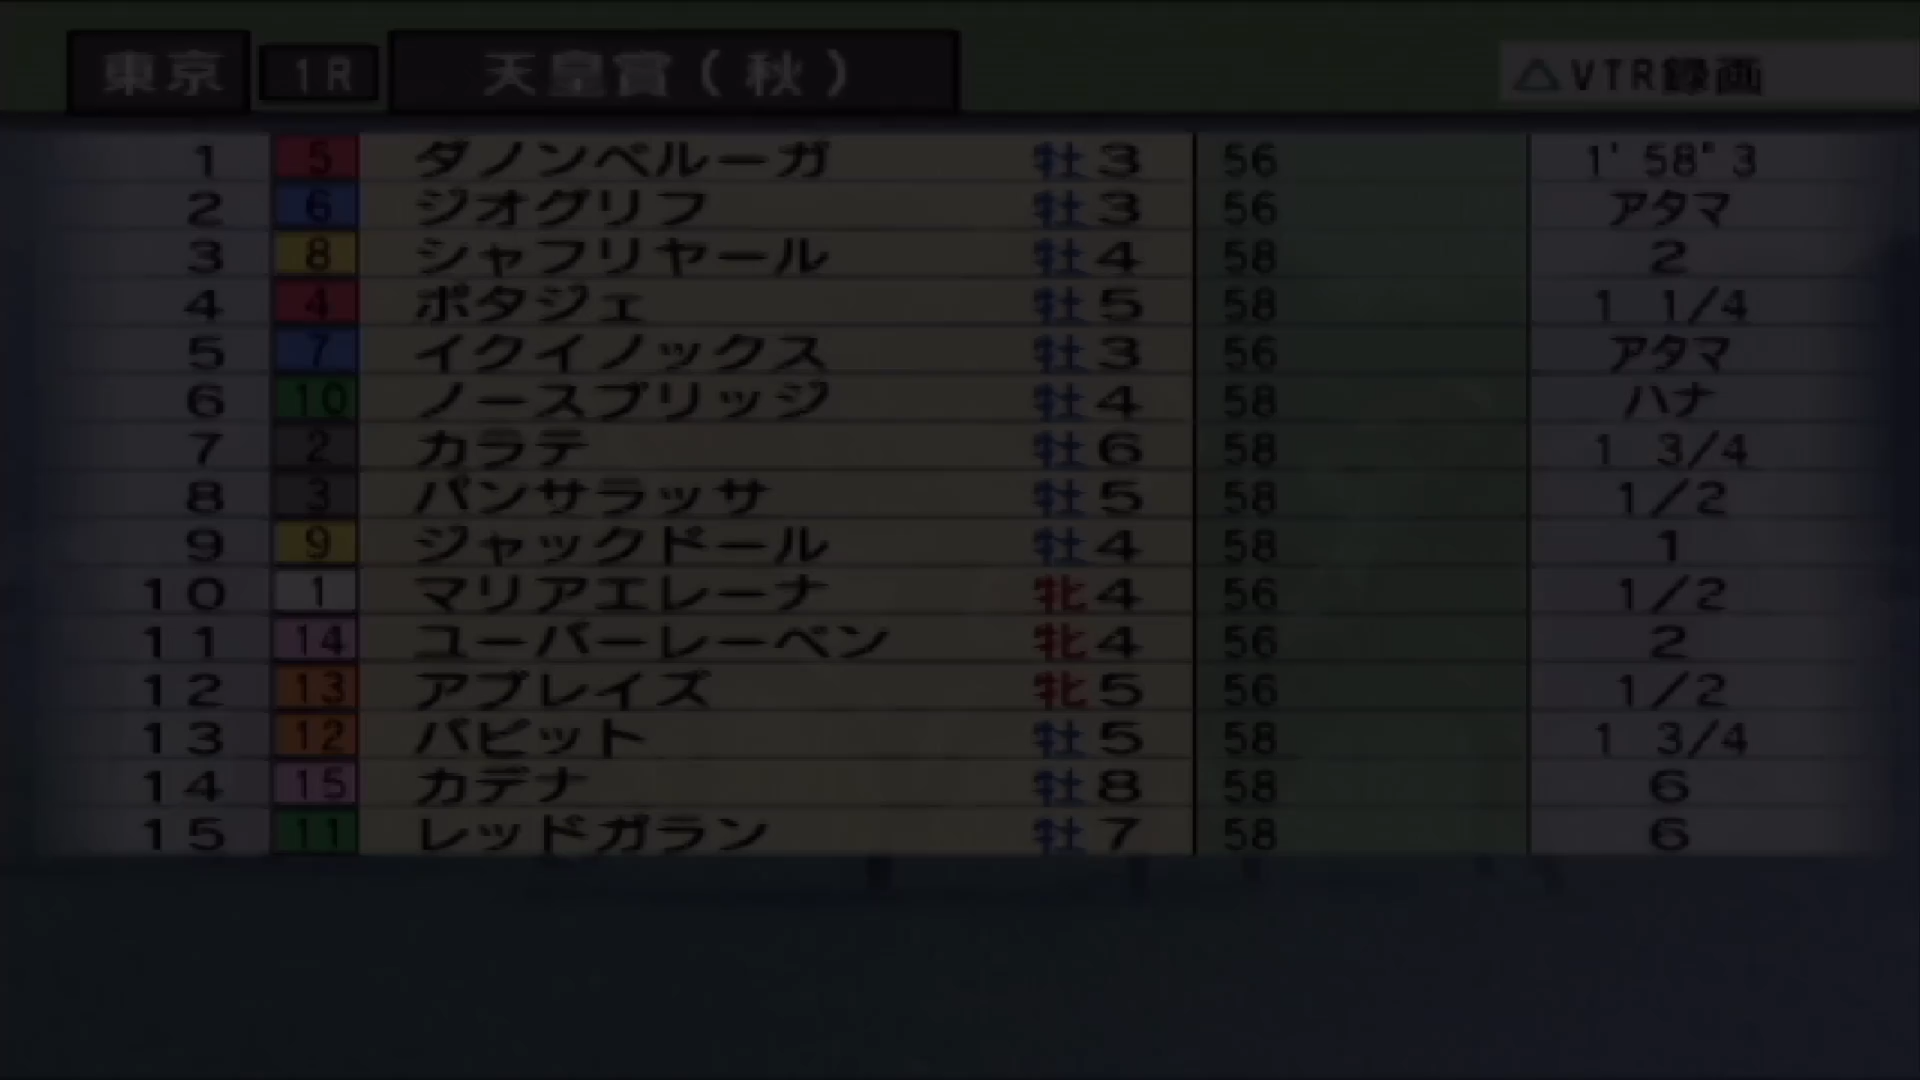 東京 1R 天皇賞(秋) △VTR録画
1 5 ダノンベルーガ 牡3 56 1'58"3
2 6 ジオグリフ 牡3 56 アタマ
3 8 シャフリヤール 牡4 58 2
4 4 ポタジェ 牡5 58 1 1/4
5 7 イクイノックス 牡3 56 アタマ
6 10 ノースブリッジ 牡4 58 ハナ
7 2 カラテ 牡6 58 1 3/4
8 3 パンサラッサ 牡5 58 1/2
9 9 ジャックドール 牡4 58 1
10 1 マリアエレーナ 牝4 56 1/2
11 14 ユーバーレーベン 牝4 56 2
12 13 アブレイズ 牝5 56 1/2
13 12 バビット 牡5 58 1 3/4
14 15 カデナ 牡8 58 6
15 11 レッドガラン 牡7 58 6